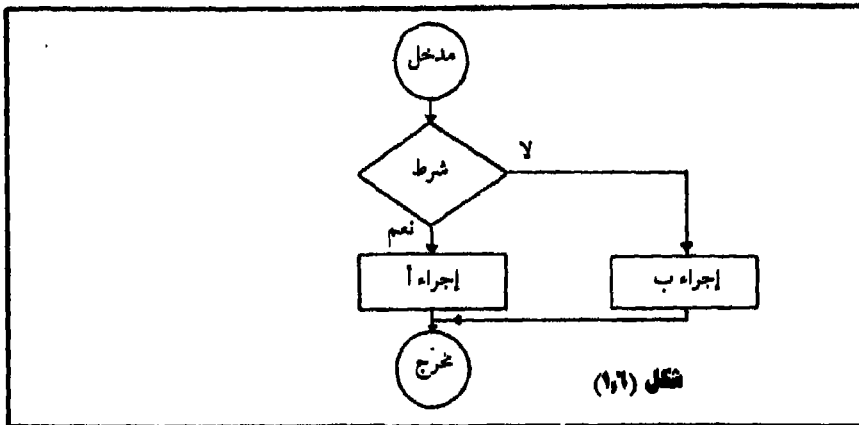 مدخل
شرط
لا
نعم
إجراء أ
إجراء ب
مخرج
شكل (١,٦)